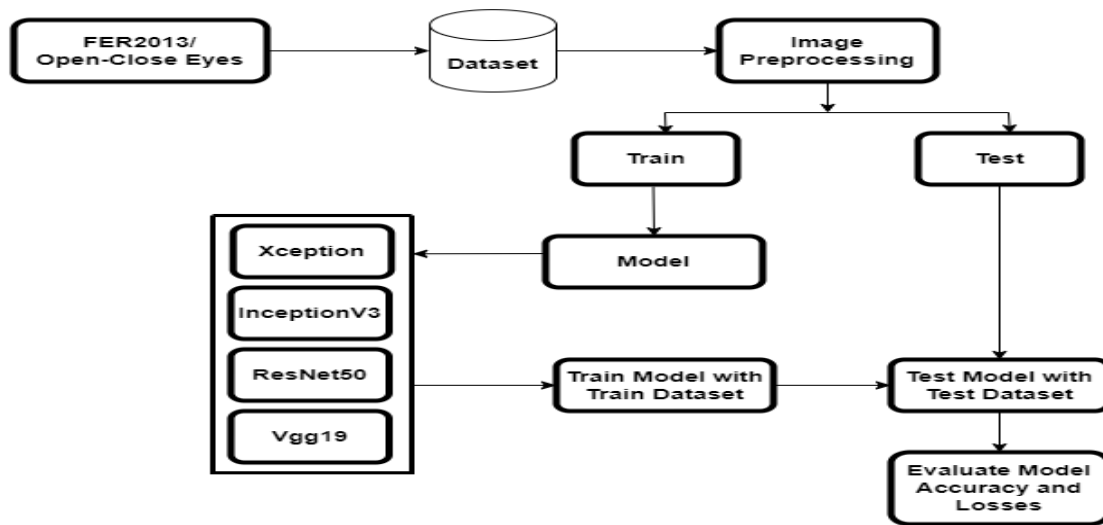 FER2013/
Open-Close Eyes
Dataset
Image
Preprocessing
Train
Test
Xception
Model
InceptionV3
ResNet50
Train Model with
Train Dataset
Test Model with
Test Dataset
Vgg19
Evaluate Model
Accuracy and
Losses